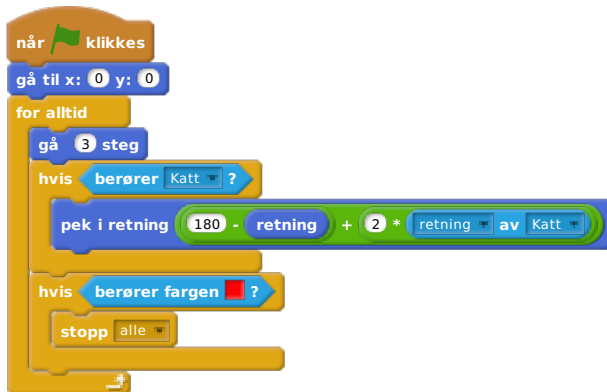 når klikkes
gå til x: 0 y: 0
for alltid
gå 3 steg
hvis berører Katt ?
pek i retning 180 - retning + 2 * retning av Katt
hvis berører fargen ?
stopp alle